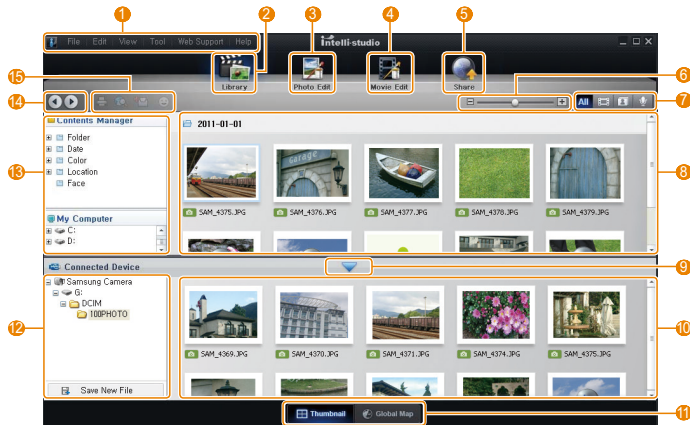 1 2 3 4 5
File Edit View Tool Web Support Help
Intelli-studio
Library Photo Edit Movie Edit Share
15 6
14 All 7
Contents Manager
2011-01-01
Folder
Date
Color
Location
Face
13 8
SAM_4375.JPG SAM_4376.JPG SAM_4377.JPG SAM_4378.JPG SAM_4379.JPG
My Computer
C:
D:
Connected Device 9
Samsung Camera
G:
DCIM
100PHOTO
12 10
SAM_4369.JPG SAM_4370.JPG SAM_4371.JPG SAM_4374.JPG SAM_4375.JPG
Save New File
Thumbnail Global Map 11